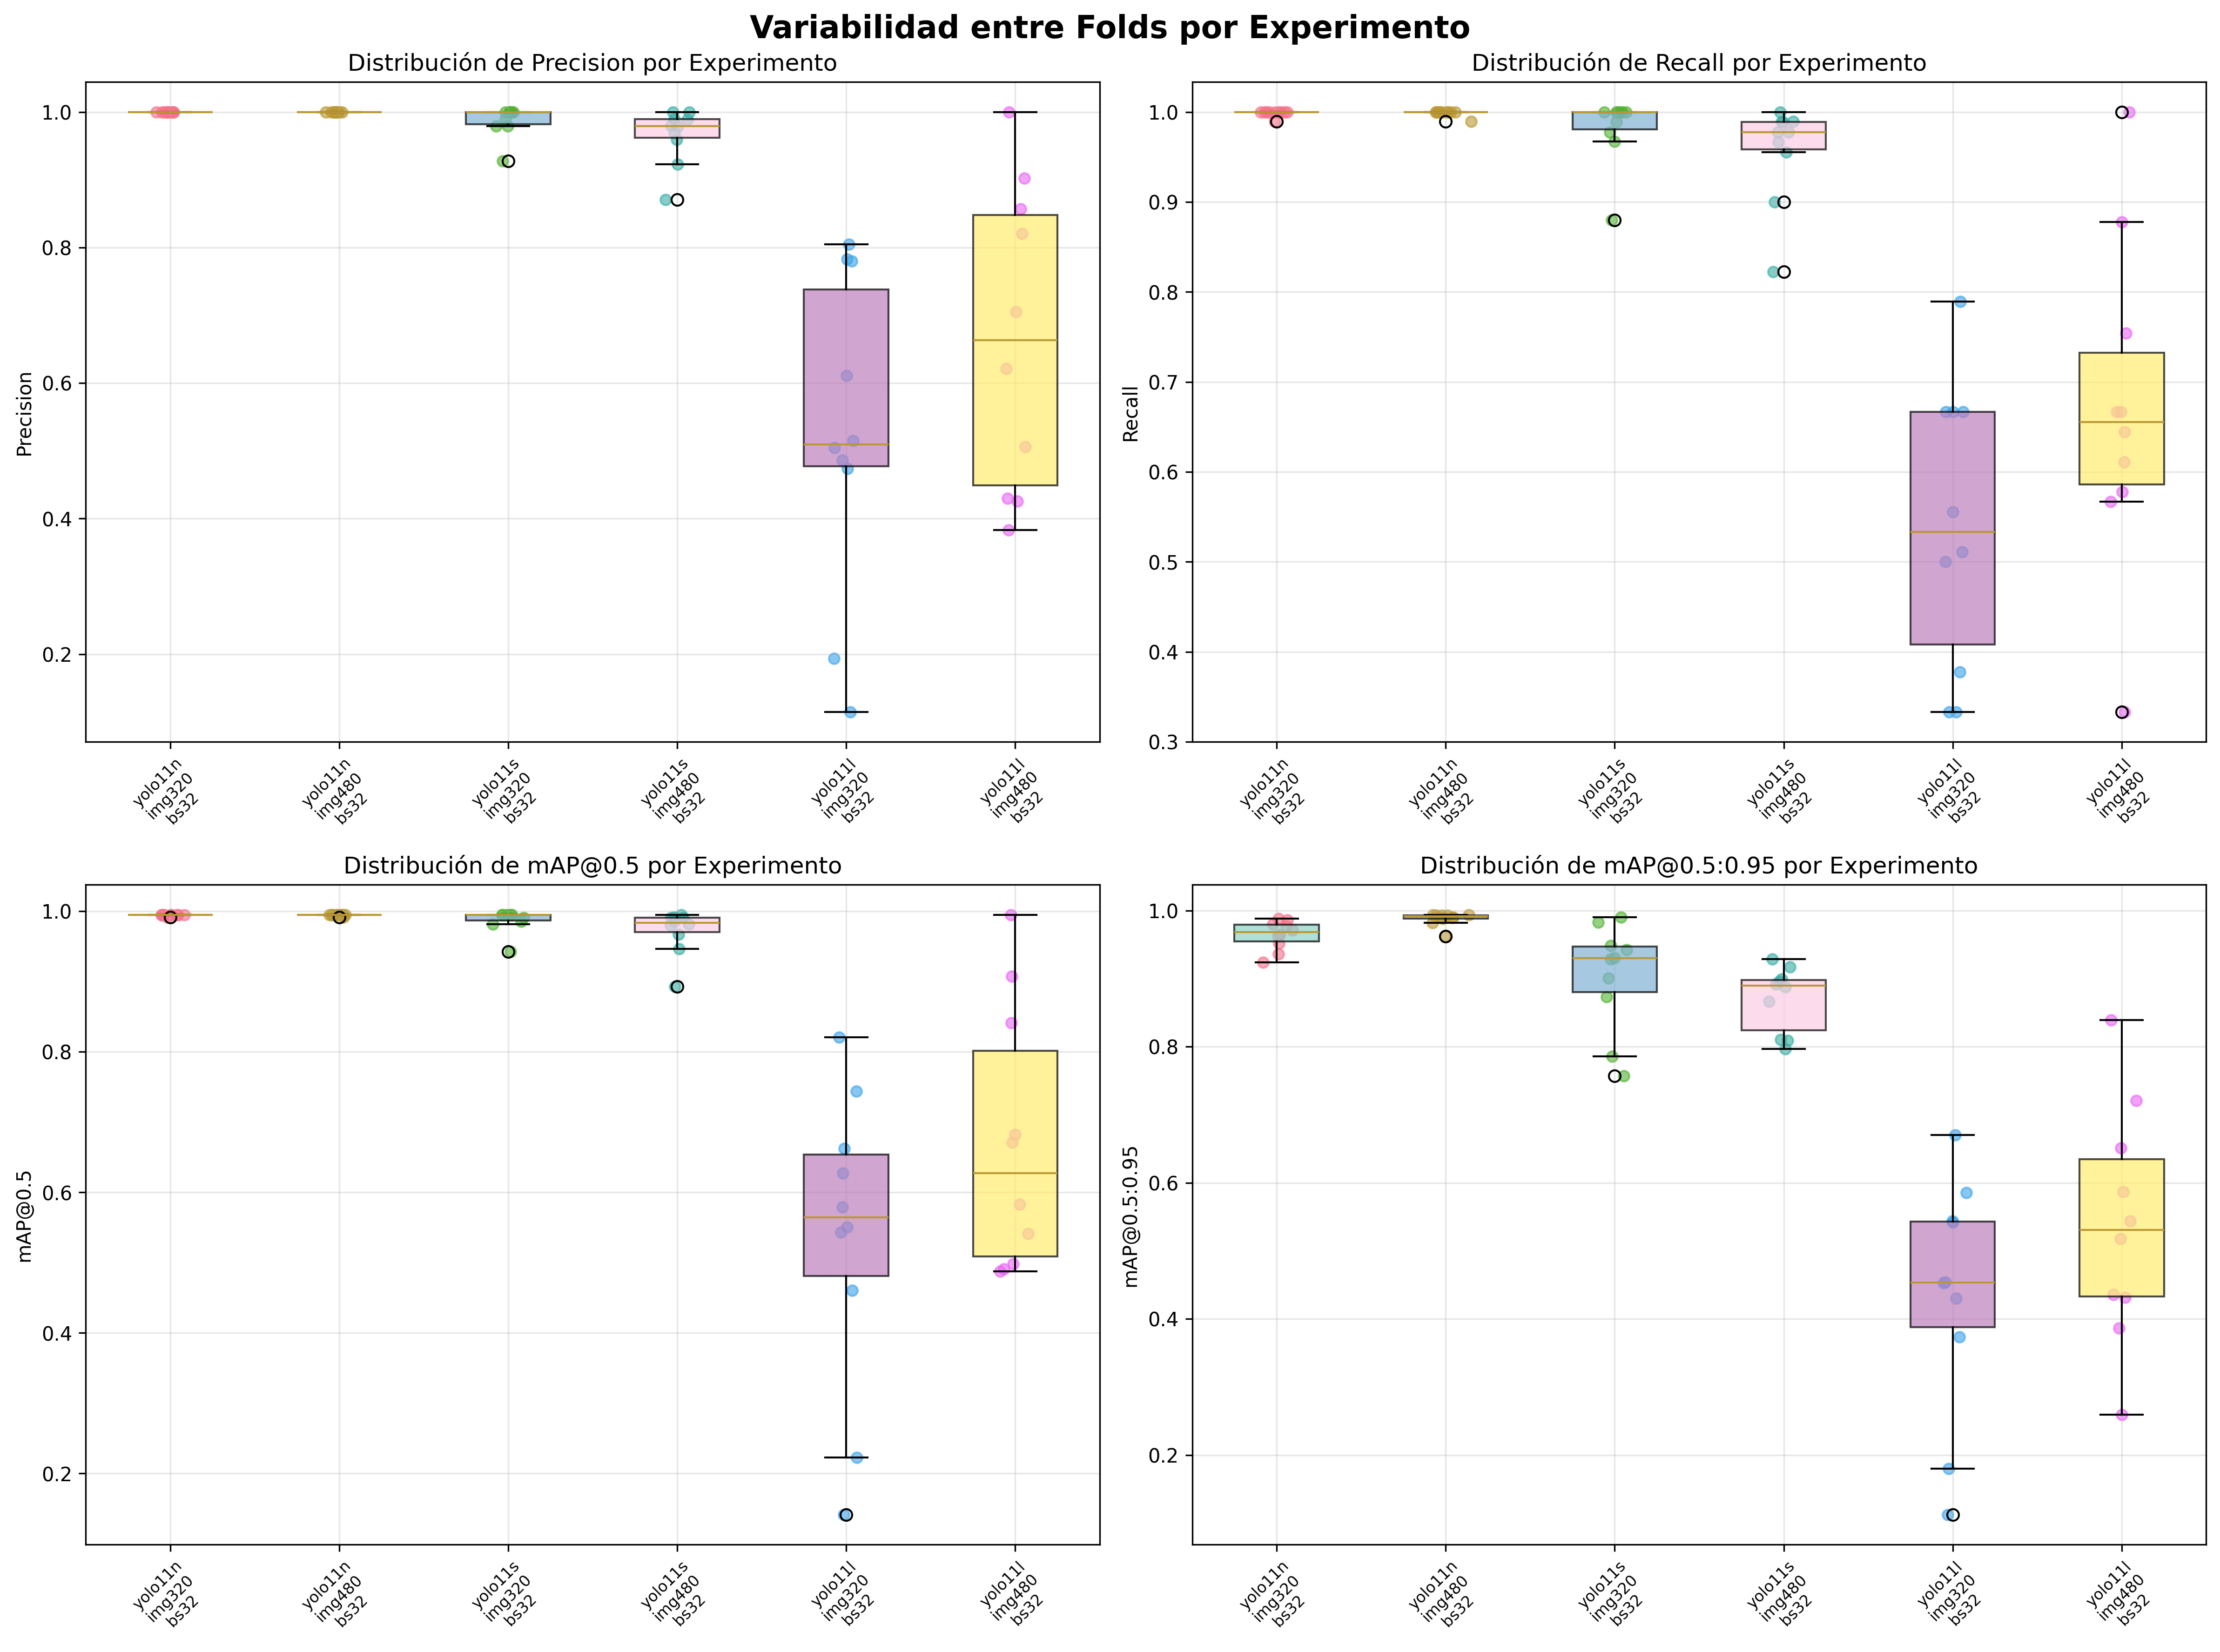 Variabilidad entre Folds por Experimento
Distribución de Precision por Experimento
Precision
1.0
0.8
0.6
0.4
0.2
yolo11n
img320
bs32
yolo11n
img480
bs32
yolo11s
img320
bs32
yolo11s
img480
bs32
yolo11l
img320
bs32
yolo11l
img480
bs32
Distribución de Recall por Experimento
Recall
1.0
0.9
0.8
0.7
0.6
0.5
0.4
0.3
yolo11n
img320
bs32
yolo11n
img480
bs32
yolo11s
img320
bs32
yolo11s
img480
bs32
yolo11l
img320
bs32
yolo11l
img480
bs32
Distribución de mAP@0.5 por Experimento
mAP@0.5
1.0
0.8
0.6
0.4
0.2
yolo11n
img320
bs32
yolo11n
img480
bs32
yolo11s
img320
bs32
yolo11s
img480
bs32
yolo11l
img320
bs32
yolo11l
img480
bs32
Distribución de mAP@0.5:0.95 por Experimento
mAP@0.5:0.95
1.0
0.8
0.6
0.4
0.2
yolo11n
img320
bs32
yolo11n
img480
bs32
yolo11s
img320
bs32
yolo11s
img480
bs32
yolo11l
img320
bs32
yolo11l
img480
bs32